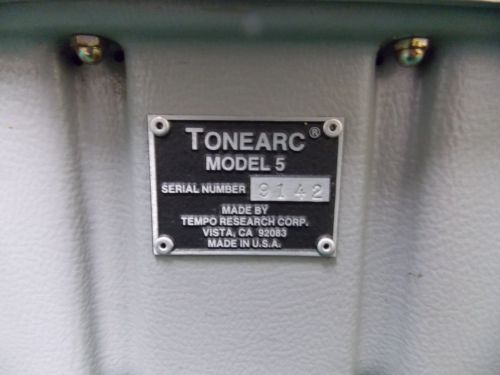 TONEARC®
MODEL 5
SERIAL NUMBER 9142
MADE BY
TEMPO RESEARCH CORP.
VISTA, CA 92083
MADE IN U.S.A.